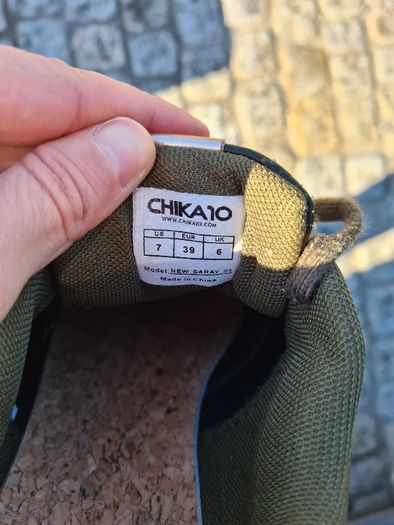 CHIKA10
WWW.CHIKA10.COM
US EUR UK
7 39 6
Model: NEW SARAY 03
Made in China